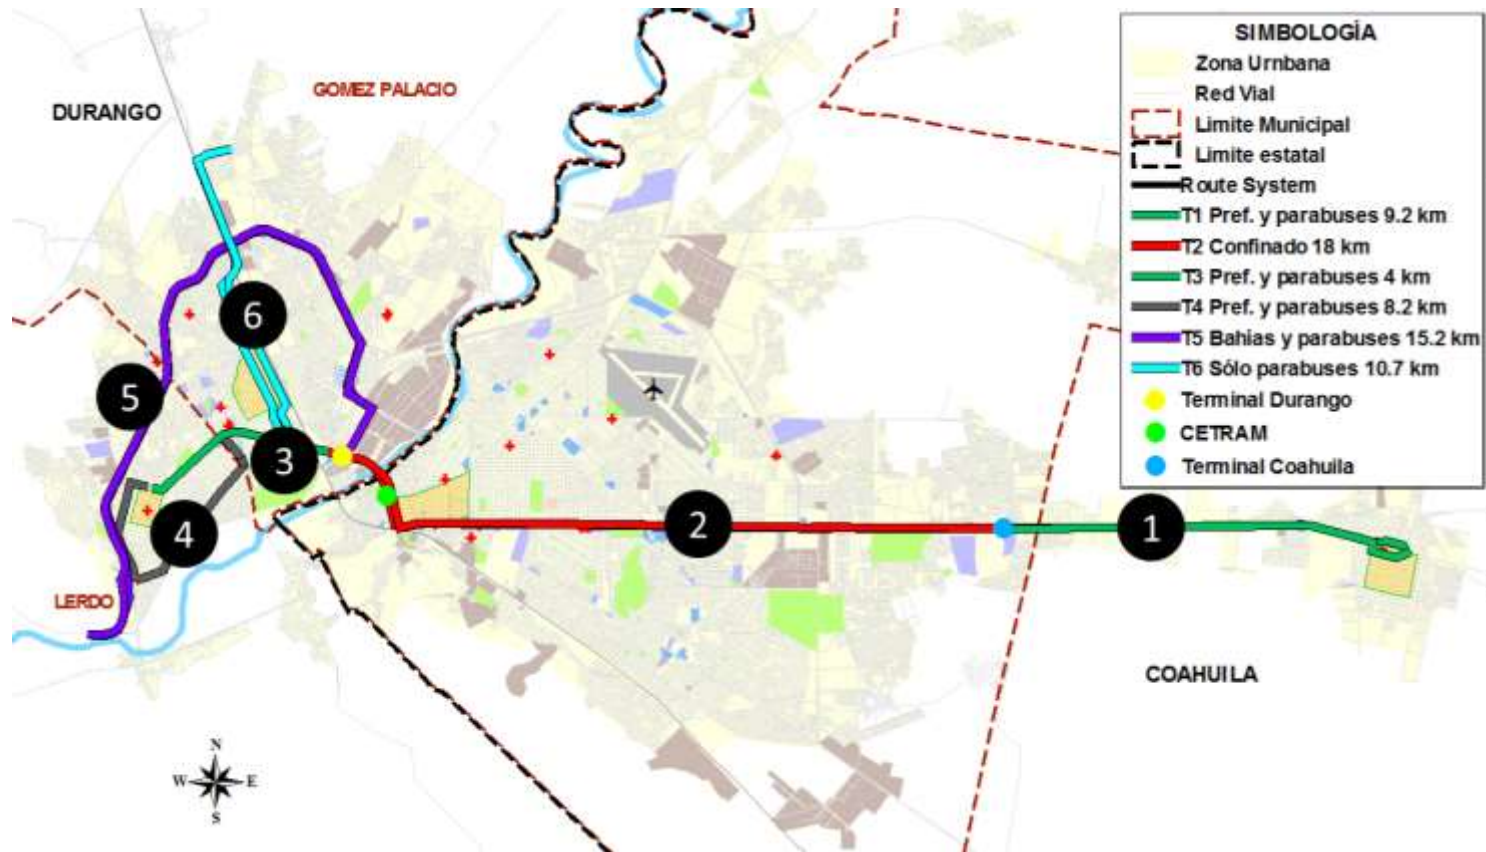 SIMBOLOGÍA
Zona Urnbana
Red Vial
Limite Municipal
Limite estatal
Route System
T1 Pref. y parabuses 9.2 km
T2 Confinado 18 km
T3 Pref. y parabuses 4 km
T4 Pref. y parabuses 8.2 km
T5 Bahías y parabuses 15.2 km
T6 Sólo parabuses 10.7 km
Terminal Durango
CETRAM
Terminal Coahuila
GOMEZ PALACIO
DURANGO
6
5
3
4
2
1
LERDO
COAHUILA
N
W E
S